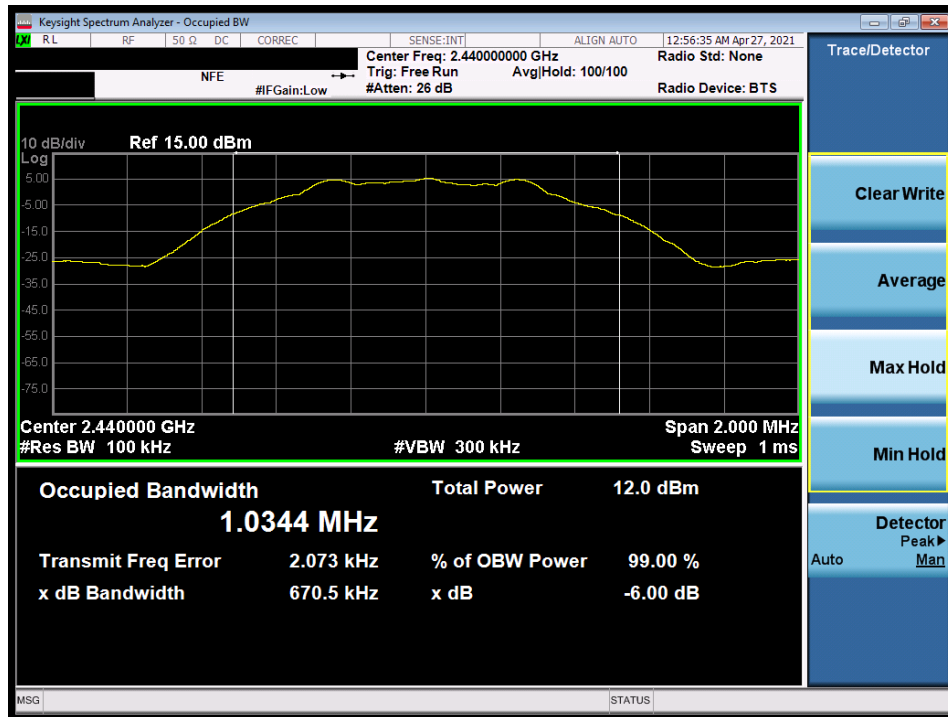 Keysight Spectrum Analyzer - Occupied BW
LXI RL RF 50 Ω DC CORREC SENSE:INT ALIGN AUTO 12:56:35 AM Apr 27, 2021
Center Freq: 2.440000000 GHz Radio Std: None
NFE Trig: Free Run Avg|Hold: 100/100
#IFGain:Low #Atten: 26 dB Radio Device: BTS
Trace/Detector
10 dB/div Ref 15.00 dBm
Log
5.00
-5.00
-15.0
-25.0
-35.0
-45.0
-55.0
-65.0
-75.0
Center 2.440000 GHz Span 2.000 MHz
#Res BW 100 kHz #VBW 300 kHz Sweep 1 ms
Occupied Bandwidth Total Power 12.0 dBm
1.0344 MHz
Transmit Freq Error 2.073 kHz % of OBW Power 99.00 %
x dB Bandwidth 670.5 kHz x dB -6.00 dB
Clear Write
Average
Max Hold
Min Hold
Detector
Peak▶
Auto Man
MSG STATUS